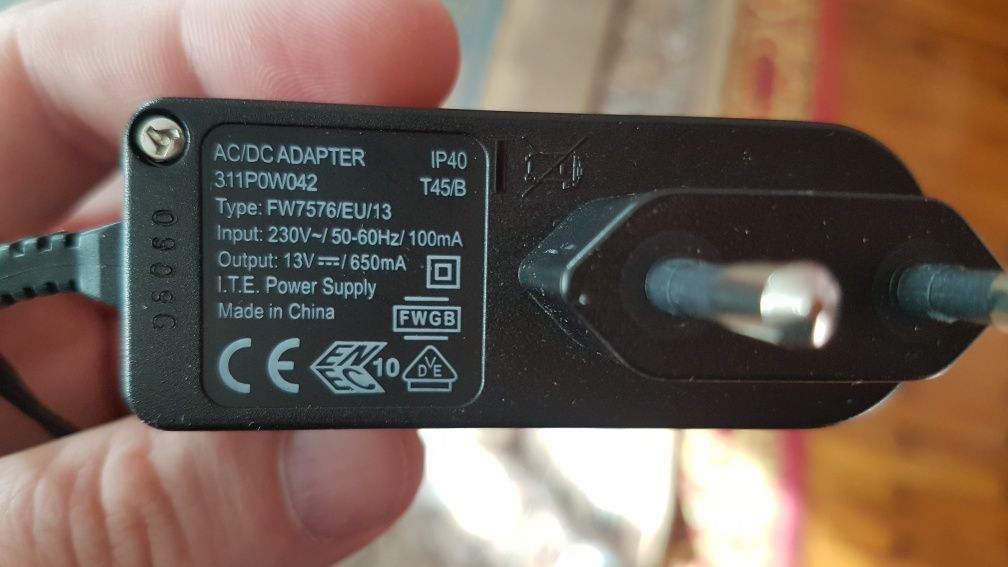 AC/DC ADAPTER IP40
311P0W042 T45/B
Type: FW7576/EU/13
Input: 230V~/ 50-60Hz/ 100mA
Output: 13V⎓/ 650mA
I.T.E. Power Supply
Made in China
FWGB
CE ENEC 10 DVE